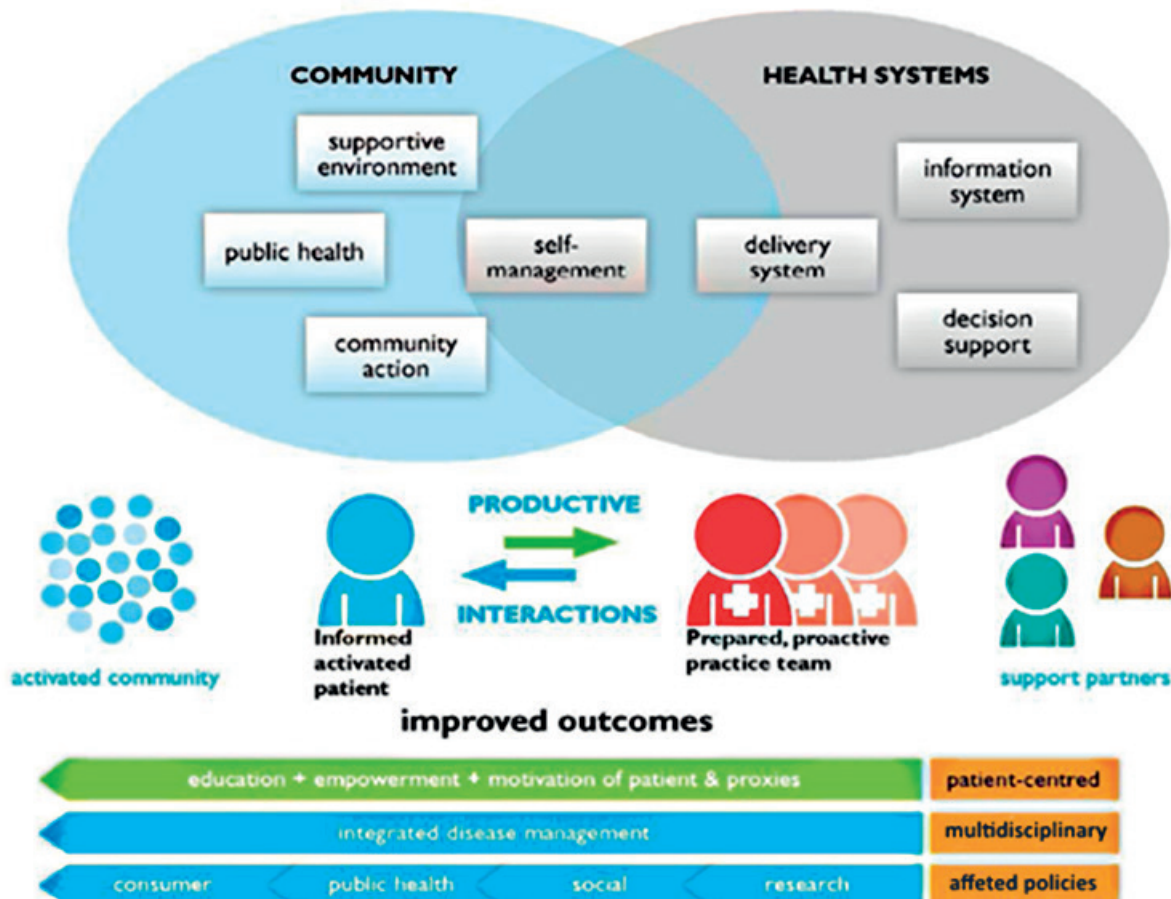 COMMUNITY
HEALTH SYSTEMS
supportive
environment
information
system
public health
self-
management
delivery
system
community
action
decision
support
PRODUCTIVE
INTERACTIONS
activated community
Informed
activated
patient
Prepared, proactive
practice team
support partners
improved outcomes
education + empowerment + motivation of patient & proxies
patient-centred
integrated disease management
multidisciplinary
consumer
public health
social
research
affeted policies